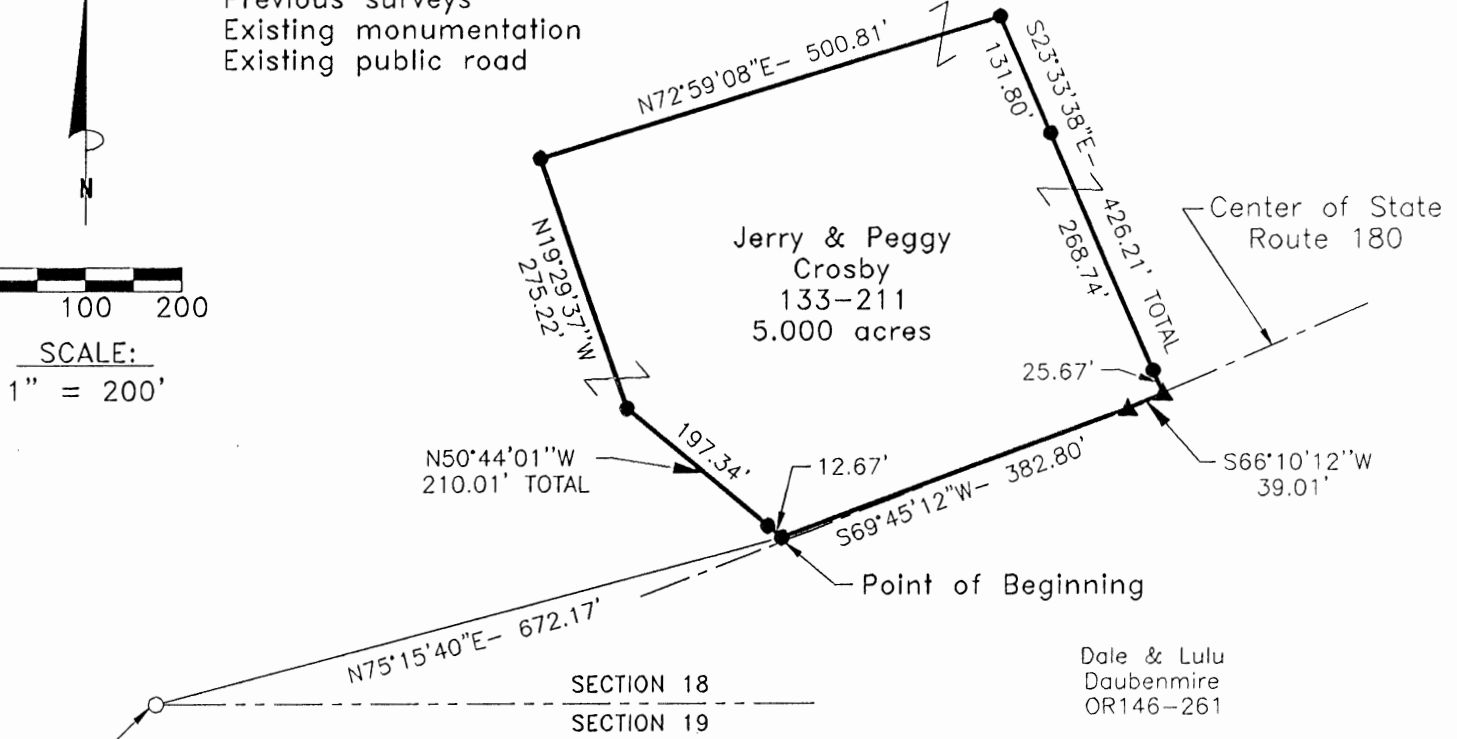 Previous surveys
Existing monumentation
Existing public road
N
100 200
SCALE:
1" = 200'
N72°59'08"E- 500.81'
S23°33'38"E- 426.21' TOTAL
131.80'
268.74'
Center of State
Route 180
Jerry & Peggy
Crosby
133-211
5.000 acres
N19°29'37"W
275.22'
25.67'
N50°44'01"W
210.01' TOTAL
197.34'
12.67'
S69°45'12"W- 382.80'
S66°10'12"W
39.01'
Point of Beginning
N75°15'40"E- 672.17'
SECTION 18
SECTION 19
Dale & Lulu
Daubenmire
OR146-261